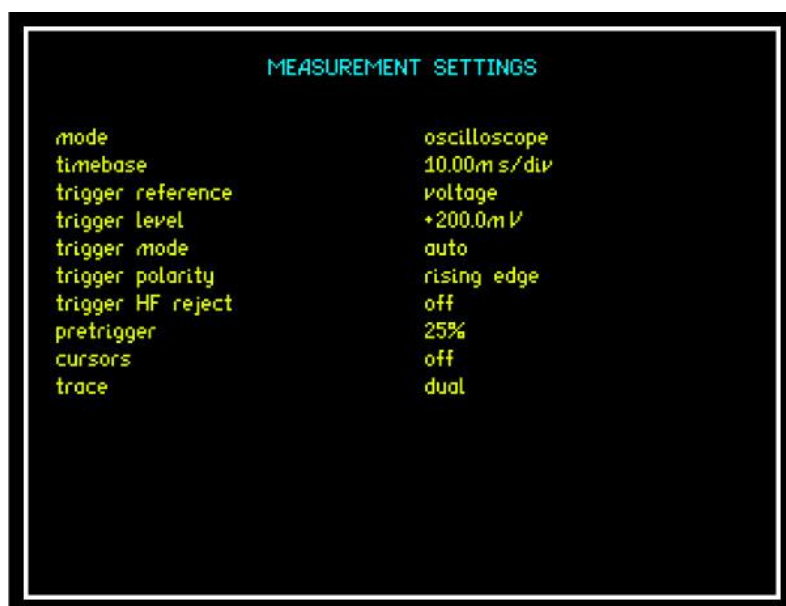 MEASUREMENT SETTINGS
mode oscilloscope
timebase 10.00m s/div
trigger reference voltage
trigger level +200.0mV
trigger mode auto
trigger polarity rising edge
trigger HF reject off
pretrigger 25%
cursors off
trace dual